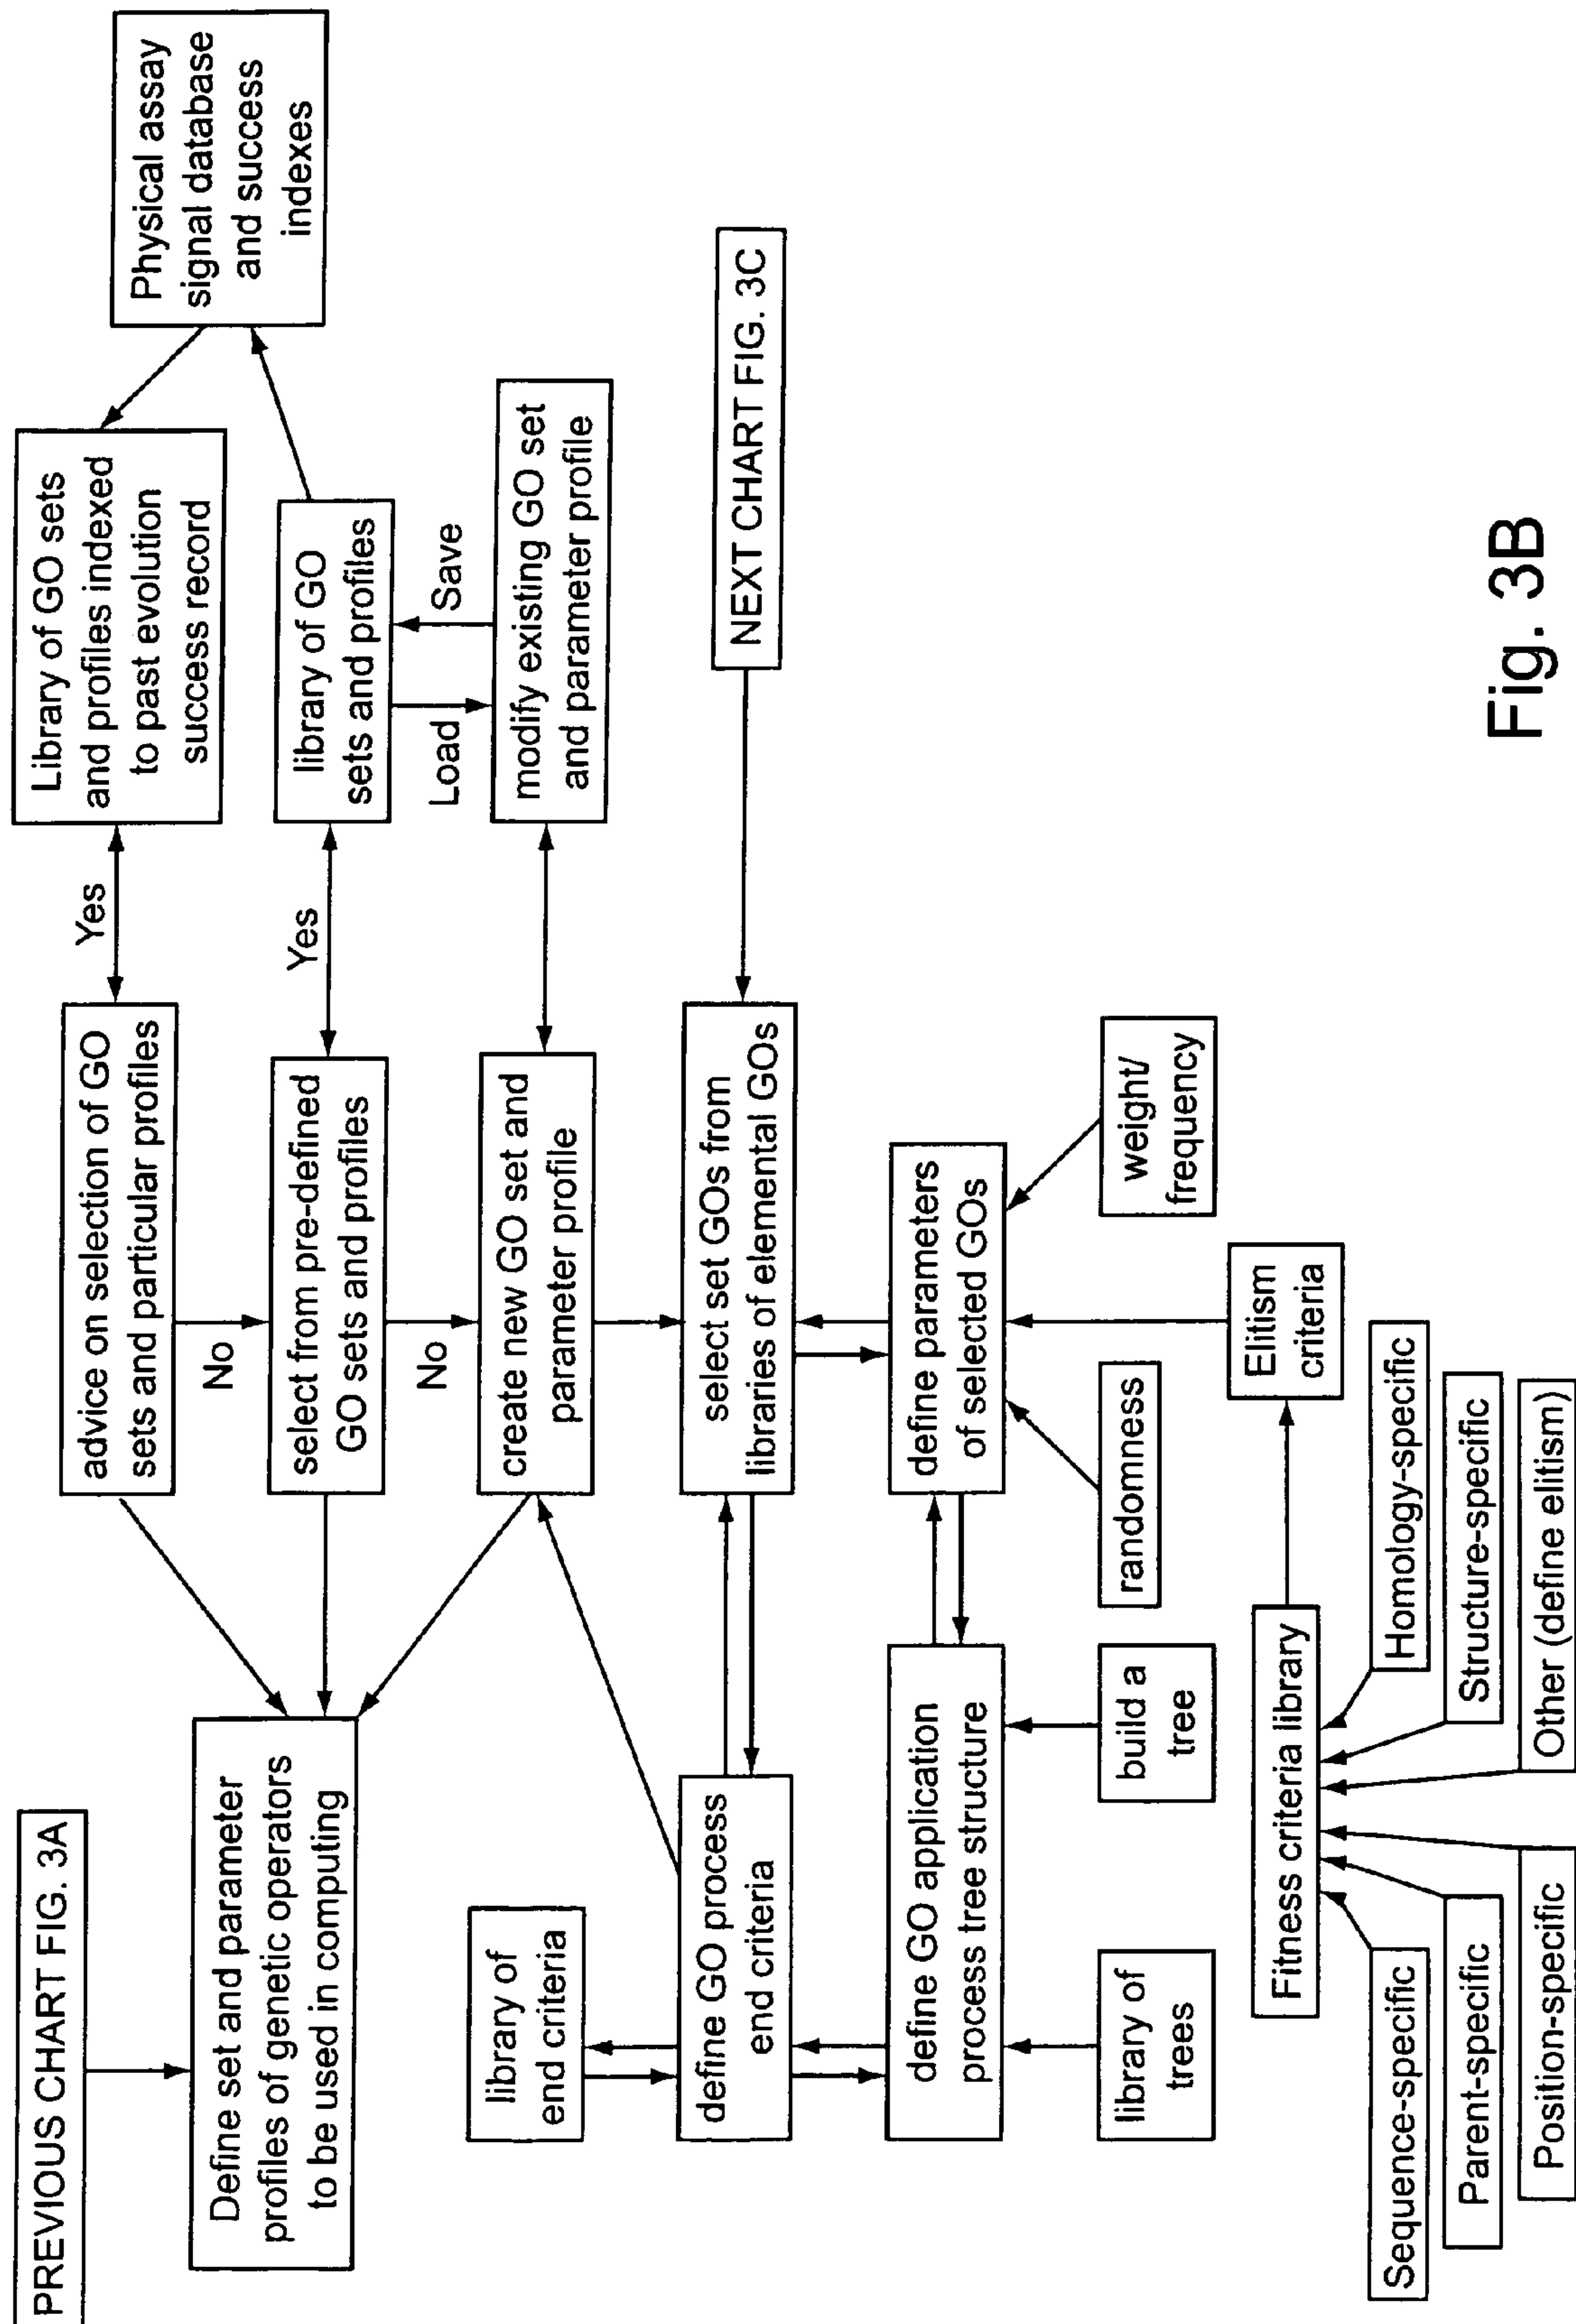 PREVIOUS CHART FIG. 3A
Define set and parameter
profiles of genetic operators
to be used in computing
advice on selection of GO
sets and particular profiles
Yes
Library of GO sets
and profiles indexed
to past evolution
success record
Physical assay
signal database
and success
indexes
No
select from pre-defined
GO sets and profiles
Yes
library of GO
sets and profiles
Load
Save
No
create new GO set and
parameter profile
modify existing GO set
and parameter profile
library of
end criteria
define GO process
end criteria
select set GOs from
libraries of elemental GOs
NEXT CHART FIG. 3C
define GO application
process tree structure
define parameters
of selected GOs
library of
trees
build a
tree
randomness
weight/
frequency
Elitism
criteria
Fitness criteria library
Sequence-specific
Homology-specific
Parent-specific
Structure-specific
Position-specific
Other (define elitism)
Fig. 3B